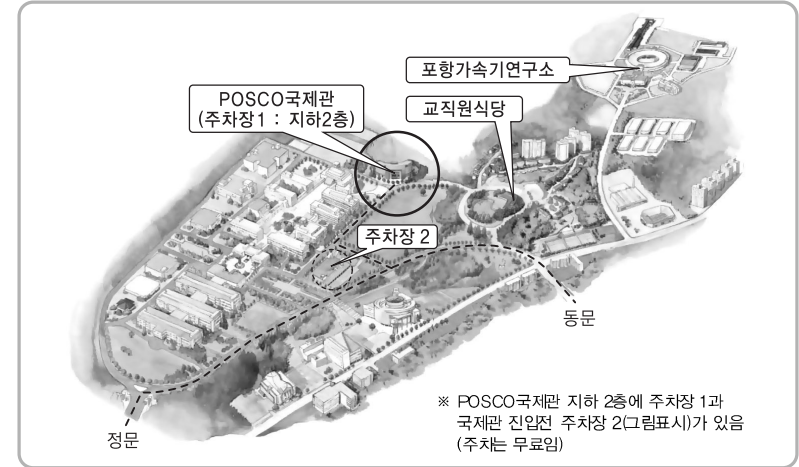 포항가속기연구소
POSCO국제관
(주차장1 : 지하2층)
교직원식당
주차장 2
동문
정문
※ POSCO국제관 지하 2층에 주차장 1과
국제관 진입전 주차장 2(그림표시)가 있음
(주차는 무료임)